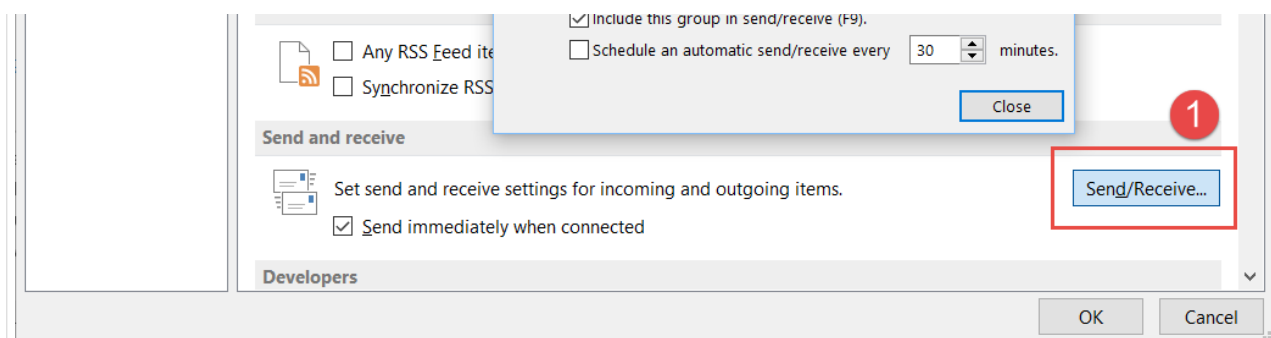 Include this group in send/receive (F9).
Any RSS Feed ite
Schedule an automatic send/receive every 30 minutes.
Synchronize RSS
Close
1
Send and receive
Set send and receive settings for incoming and outgoing items.
Send/Receive...
Send immediately when connected
Developers
OK Cancel